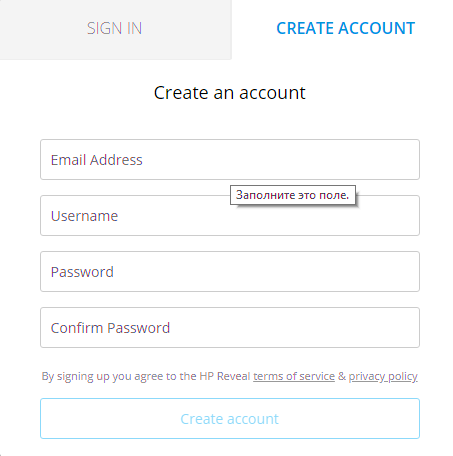 SIGN IN
CREATE ACCOUNT
Create an account
Email Address
Заполните это поле.
Username
Password
Confirm Password
By signing up you agree to the HP Reveal terms of service & privacy policy
Create account